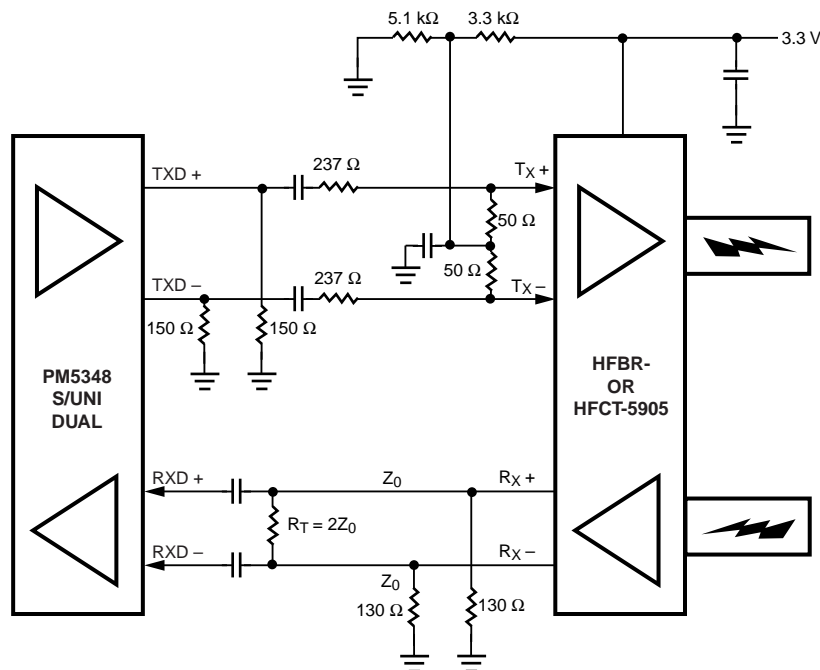 5.1 kΩ
3.3 kΩ
3.3 V
TXD +
237 Ω
TX +
50 Ω
50 Ω
TXD –
237 Ω
TX –
150 Ω
150 Ω
PM5348
S/UNI
DUAL
HFBR-
OR
HFCT-5905
RXD +
Z0
RX +
RT = 2Z0
RXD –
RX –
Z0
130 Ω
130 Ω